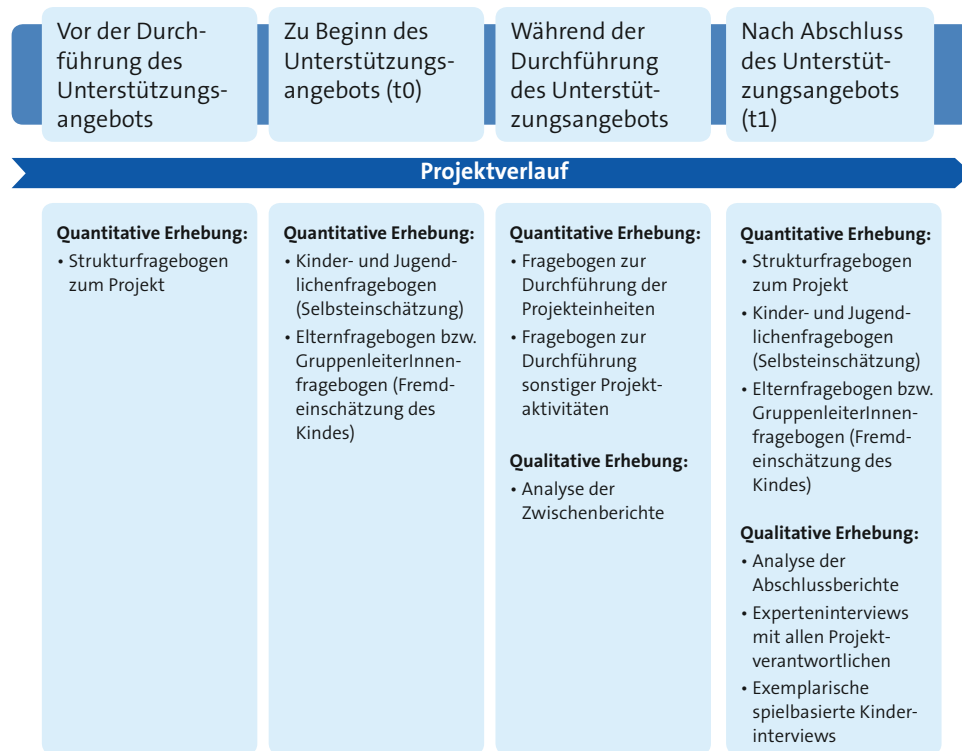 Vor der Durch-
führung des
Unterstützungs-
angebots
Zu Beginn des
Unterstützungs-
angebots (t0)
Während der
Durchführung
des Unterstüt-
zungsangebots
Nach Abschluss
des Unterstüt-
zungsangebots
(t1)
Projektverlauf
Quantitative Erhebung:
• Strukturfragebogen
zum Projekt
Quantitative Erhebung:
• Kinder- und Jugend-
lichenfragebogen
(Selbsteinschätzung)
• Elternfragebogen bzw.
GruppenleiterInnen-
fragebogen (Fremd-
einschätzung des
Kindes)
Quantitative Erhebung:
• Fragebogen zur
Durchführung der
Projekteinheiten
• Fragebogen zur
Durchführung
sonstiger Projekt-
aktivitäten
Qualitative Erhebung:
• Analyse der
Zwischenberichte
Quantitative Erhebung:
• Strukturfragebogen
zum Projekt
• Kinder- und Jugend-
lichenfragebogen
(Selbsteinschätzung)
• Elternfragebogen bzw.
GruppenleiterInnen-
fragebogen (Fremd-
einschätzung des
Kindes)
Qualitative Erhebung:
• Analyse der
Abschlussberichte
• Experteninterviews
mit allen Projekt-
verantwortlichen
• Exemplarische
spielbasierte Kinder-
interviews